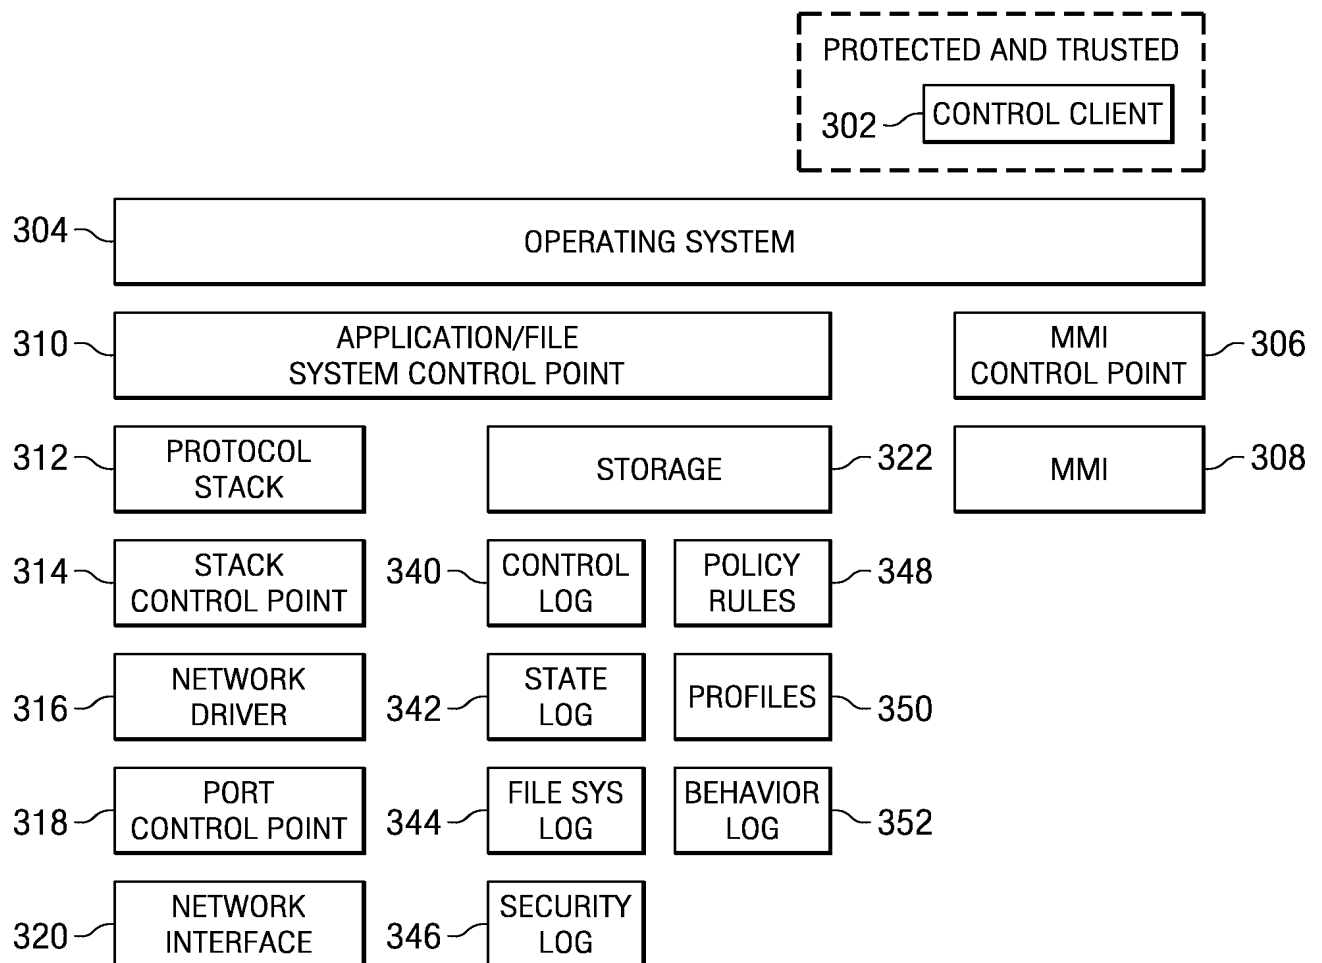 PROTECTED AND TRUSTED
302 CONTROL CLIENT
304 OPERATING SYSTEM
310 APPLICATION/FILE
SYSTEM CONTROL POINT
MMI
CONTROL POINT 306
312 PROTOCOL
STACK
STORAGE 322
MMI 308
314 STACK
CONTROL POINT
340 CONTROL
LOG
POLICY
RULES 348
316 NETWORK
DRIVER
342 STATE
LOG
PROFILES 350
318 PORT
CONTROL POINT
344 FILE SYS
LOG
BEHAVIOR
LOG 352
320 NETWORK
INTERFACE
346 SECURITY
LOG